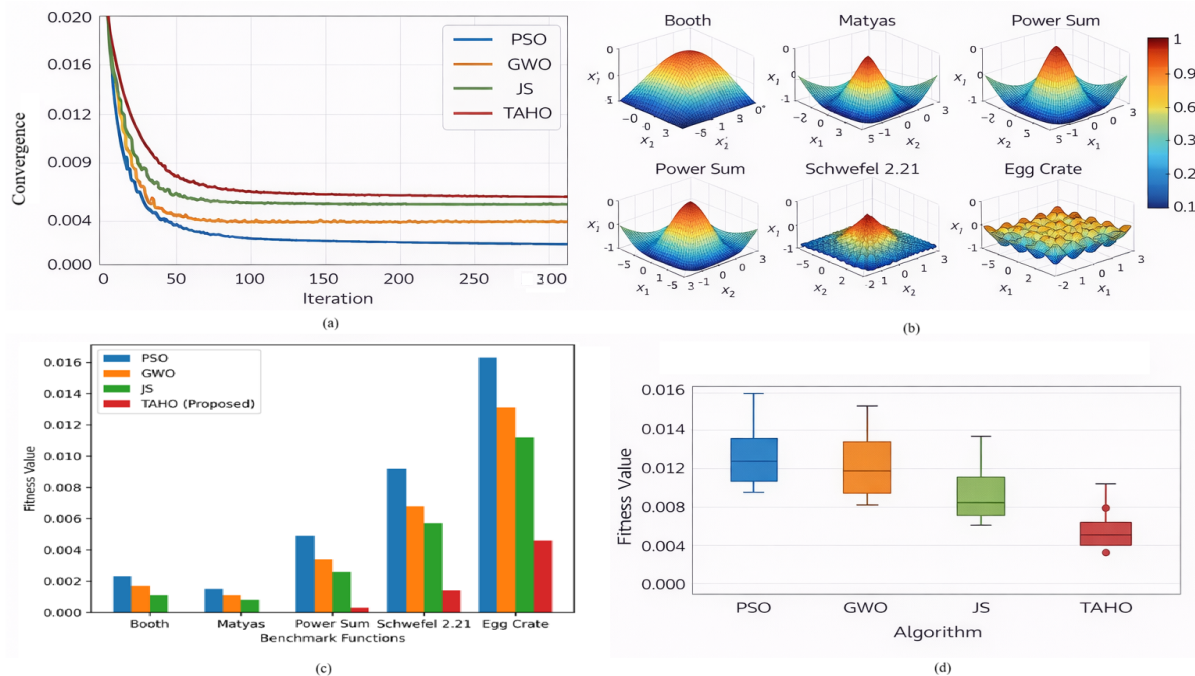 0.020
0.016
0.012
0.009
0.004
0.000
Convergence
0 50 100 150 200 250 300
Iteration
PSO
GWO
JS
TAHO
(a)
Booth Matyas Power Sum
Power Sum Schwefel 2.21 Egg Crate
1
0.9
0.6
0.2
0.1
(b)
0.016
0.014
0.012
0.010
0.008
0.006
0.004
0.002
0.000
Fitness Value
PSO
GWO
JS
TAHO (Proposed)
Booth Matyas Power Sum Schwefel 2.21 Egg Crate
Benchmark Functions
(c)
0.016
0.014
0.012
0.008
0.004
0.000
Fitness Value
PSO GWO JS TAHO
Algorithm
(d)